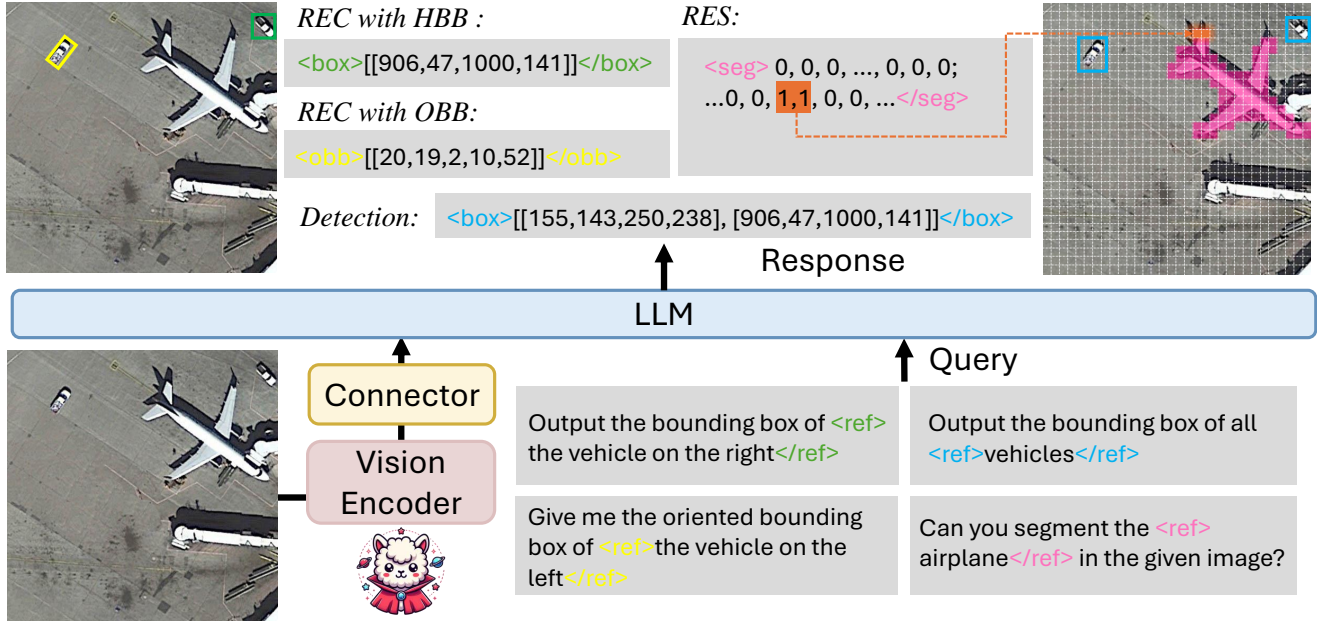 REC with HBB :
<box>[[906,47,1000,141]]</box>
REC with OBB:
<obb>[[20,19,2,10,52]]</obb>
RES:
<seg> 0, 0, 0, ..., 0, 0, 0;
...0, 0, 1,1, 0, 0, ...</seg>
Detection:
<box>[[155,143,250,238], [906,47,1000,141]]</box>
Response
LLM
Connector
Vision
Encoder
Query
Output the bounding box of <ref>
the vehicle on the right</ref>
Output the bounding box of all
<ref>vehicles</ref>
Give me the oriented bounding
box of <ref>the vehicle on the
left</ref>
Can you segment the <ref>
airplane</ref> in the given image?